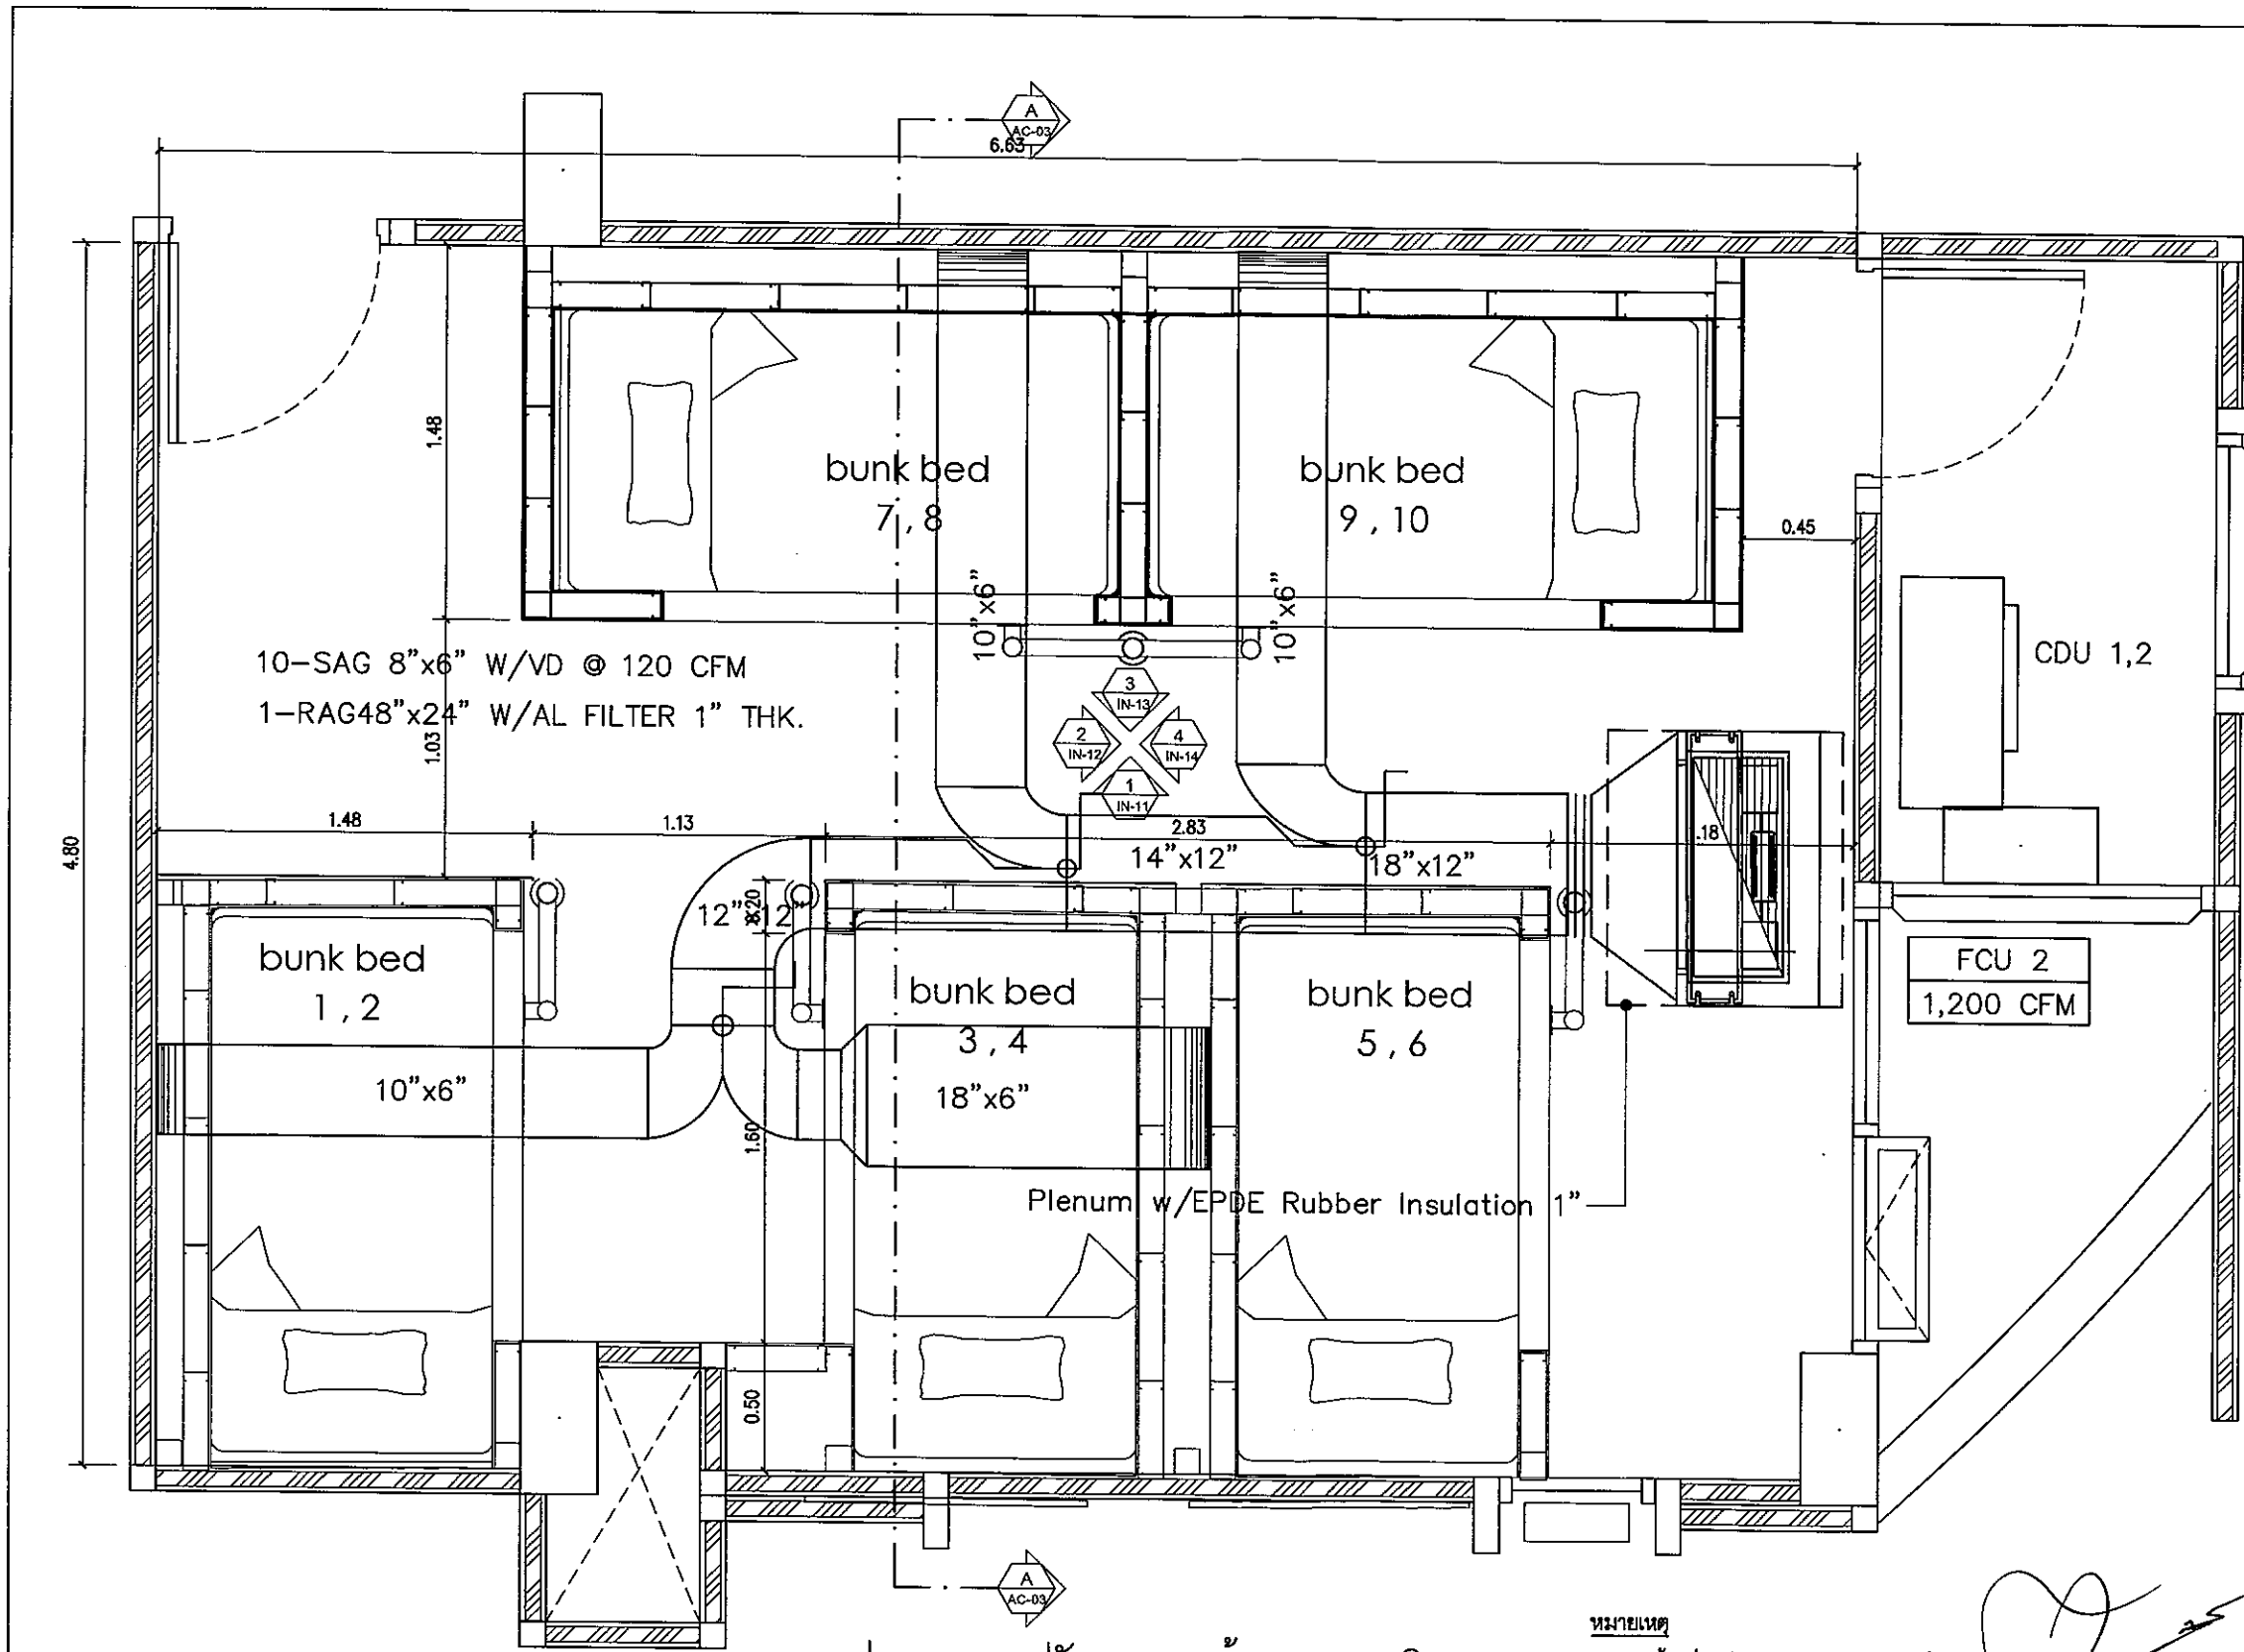 A
AC-03
6.63
4.80
1.48
bunk bed
7 , 8
bunk bed
9 , 10
0.45
10"x6"
10"x6"
CDU 1,2
10-SAG 8"x6" W/VD @ 120 CFM
1-RAG48"x24" W/AL FILTER 1" THK.
1.03
3
IN-13
2
IN-12
4
IN-14
1
IN-11
1.48
1.13
2.83
.18
14"x12"
18"x12"
12"x12"
0.20
bunk bed
1 , 2
bunk bed
3 , 4
bunk bed
5 , 6
FCU 2
1,200 CFM
10"x6"
18"x6"
1.60
Plenum w/EPDE Rubber Insulation 1"
0.50
A
AC-03
หมายเหตุ